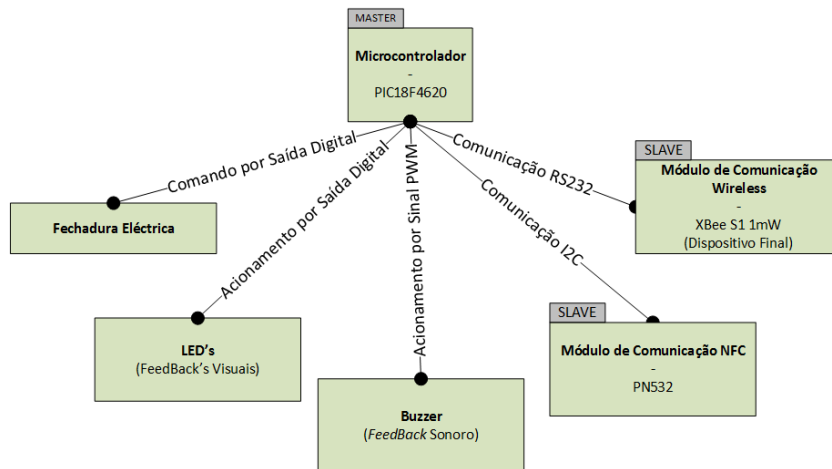 MASTER
Microcontrolador
-
PIC18F4620
Comando por Saída Digital
Acionamento por Saída Digital
Acionamento por Sinal PWM
Comunicação I2C
Comunicação RS232
SLAVE
Módulo de Comunicação
Wireless
-
XBee S1 1mW
(Dispositivo Final)
Fechadura Eléctrica
SLAVE
Módulo de Comunicação NFC
-
PN532
LED's
(FeedBack's Visuais)
Buzzer
(FeedBack Sonoro)